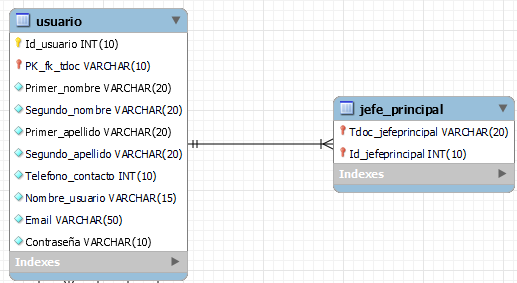 usuario
Id_usuario INT(10)
PK_fk_tdoc VARCHAR(10)
Primer_nombre VARCHAR(20)
Segundo_nombre VARCHAR(20)
Primer_apellido VARCHAR(20)
Segundo_apellido VARCHAR(20)
Telefono_contacto INT(10)
Nombre_usuario VARCHAR(15)
Email VARCHAR(50)
Contraseña VARCHAR(10)
Indexes
jefe_principal
Tdoc_jefeprincipal VARCHAR(20)
Id_jefeprincipal INT(10)
Indexes